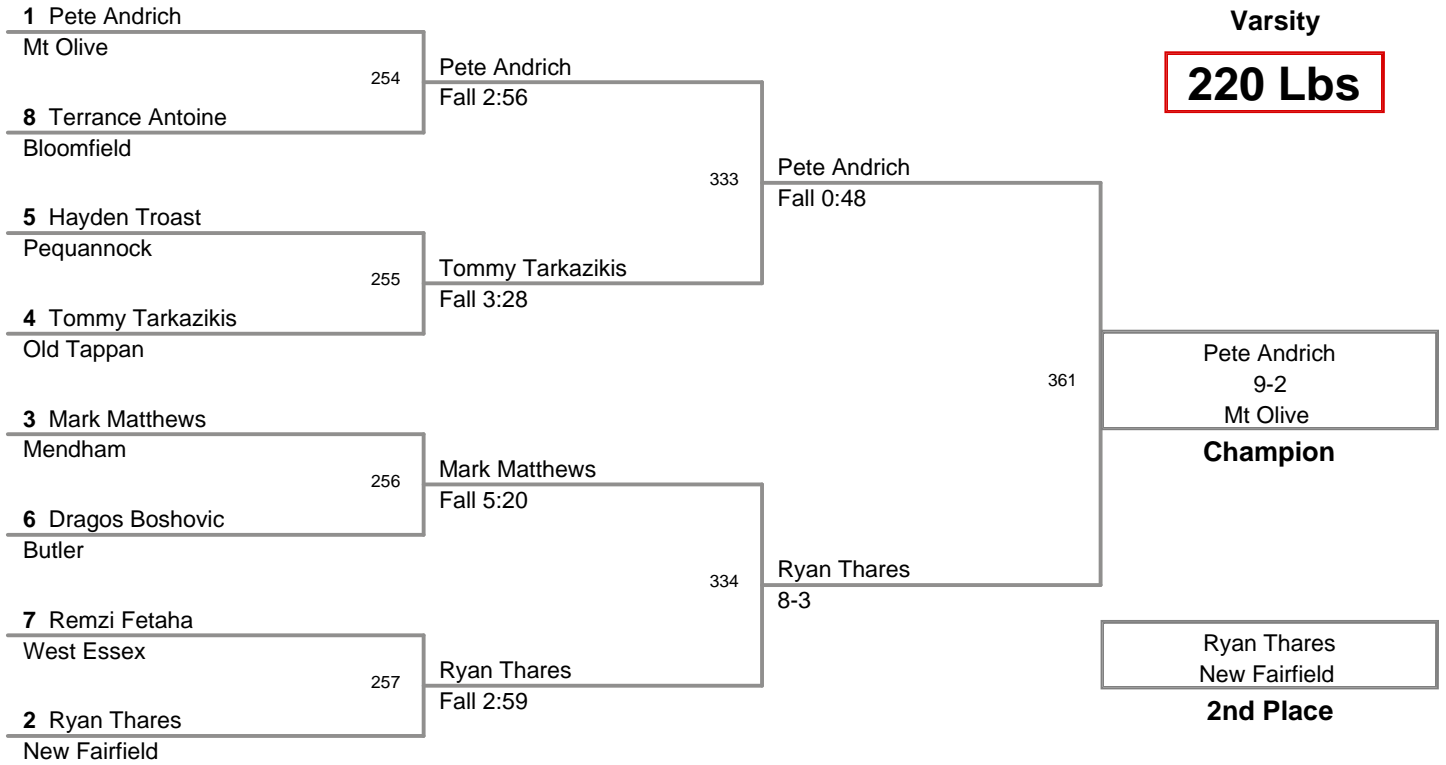 1 Pete Andrich
Mt Olive
254
8 Terrance Antoine
Bloomfield
5 Hayden Troast
Pequannock
255
4 Tommy Tarkazikis
Old Tappan
3 Mark Matthews
Mendham
256
6 Dragos Boshovic
Butler
7 Remzi Fetaha
West Essex
257
2 Ryan Thares
New Fairfield
Pete Andrich
Fall 2:56
333
Tommy Tarkazikis
Fall 3:28
Mark Matthews
Fall 5:20
334
Ryan Thares
Fall 2:59
Pete Andrich
Fall 0:48
361
Ryan Thares
8-3
Varsity
220 Lbs
Pete Andrich
9-2
Mt Olive
Champion
Ryan Thares
New Fairfield
2nd Place